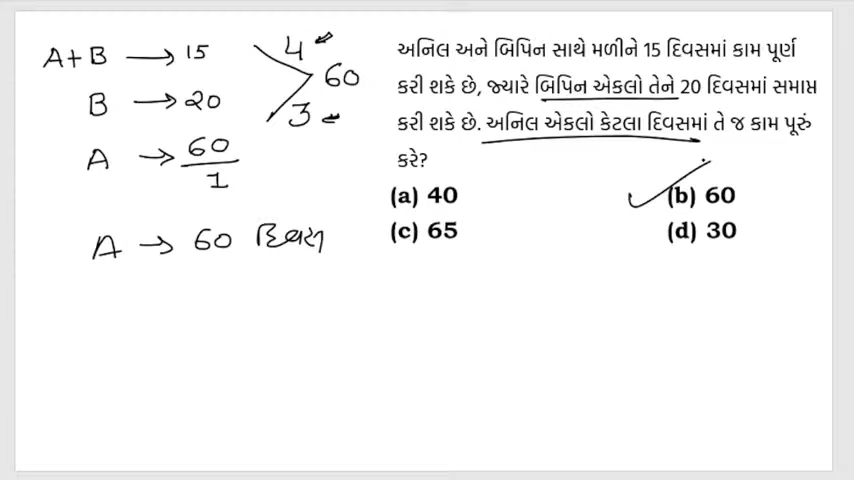 A+B → 15 4
60
B → 20 3
A → 60/1
A → 60 દિવસ
અનિલ અને બિપિન સાથે મળીને 15 દિવસમાં કામ પૂર્ણ
કરી શકે છે, જ્યારે બિપિન એકલો તેને 20 દિવસમાં સમાપ્ત
કરી શકે છે. અનિલ એકલો કેટલા દિવસમાં તે જ કામ પૂરું
કરે?
(a) 40 (b) 60
(c) 65 (d) 30